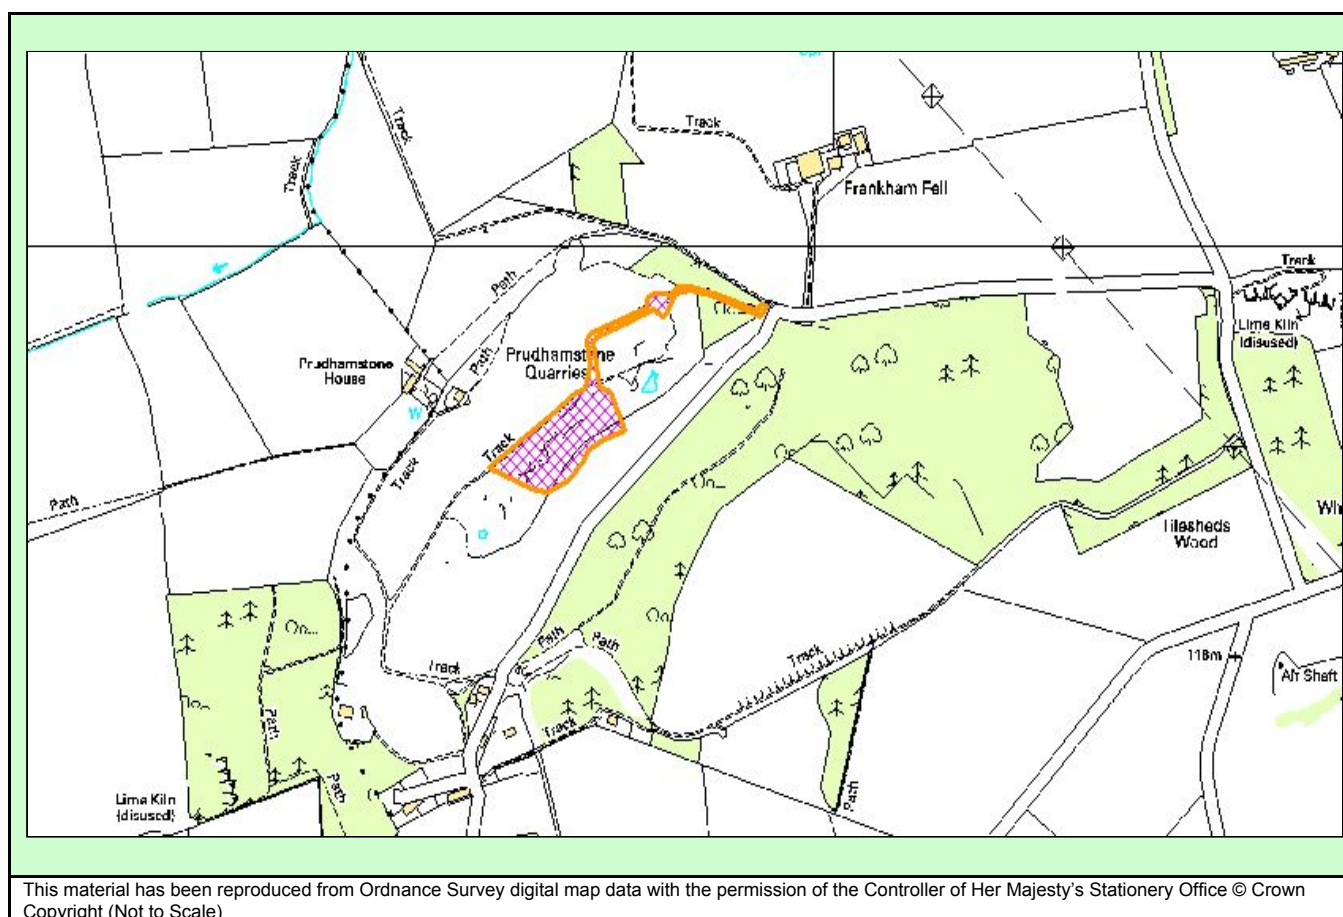 Track
Track
Track
Frankham Fell
Path
Track
Lime Kiln
(disused)
Prudhamstone
House
Path
Prudhamstone
Quarries
W
Track
Track
Path
Tilesheds
Wood
Path
Path
Track
Track
118m
Air Shaft
Path
Track
Path
Path
Lime Kiln
(disused)
This material has been reproduced from Ordnance Survey digital map data with the permission of the Controller of Her Majesty’s Stationery Office © Crown
Copyright (Not to Scale)